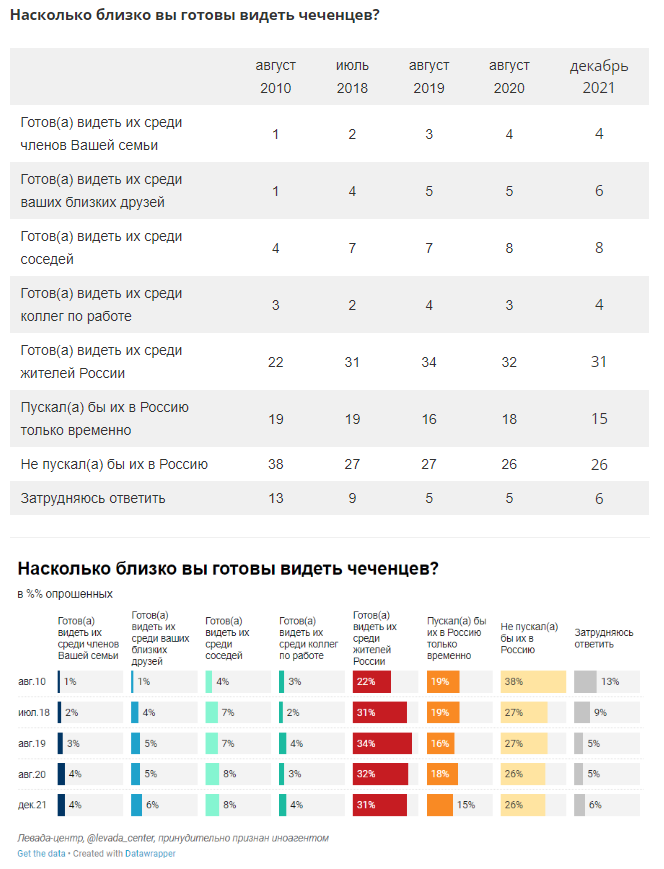 Насколько близко вы готовы видеть чеченцев?
август июль август август декабрь
2010 2018 2019 2020 2021
Готов(а) видеть их среди
членов Вашей семьи 1 2 3 4 4
Готов(а) видеть их среди
ваших близких друзей 1 4 5 5 6
Готов(а) видеть их среди
соседей 4 7 7 8 8
Готов(а) видеть их среди
коллег по работе 3 2 4 3 4
Готов(а) видеть их среди
жителей России 22 31 34 32 31
Пускал(а) бы их в Россию
только временно 19 19 16 18 15
Не пускал(а) бы их в Россию 38 27 27 26 26
Затрудняюсь ответить 13 9 5 5 6
Насколько близко вы готовы видеть чеченцев?
в %% опрошенных
Готов(а)
видеть их
среди членов
Вашей семьи
Готов(а)
видеть их
среди ваших
близких
друзей
Готов(а)
видеть их
среди
соседей
Готов(а)
видеть их
среди коллег
по работе
Готов(а)
видеть их
среди
жителей
России
Пускал(а) бы
их в Россию
только
временно
Не пускал(а)
бы их в
Россию
Затрудняюсь
ответить
авг.10 1% 1% 4% 3% 22% 19% 38% 13%
июл.18 2% 4% 7% 2% 31% 19% 27% 9%
авг.19 3% 5% 7% 4% 34% 16% 27% 5%
авг.20 4% 5% 8% 3% 32% 18% 26% 5%
дек.21 4% 6% 8% 4% 31% 15% 26% 6%
Левада-центр, @levada_center, принудительно признан иноагентом
Get the data • Created with Datawrapper